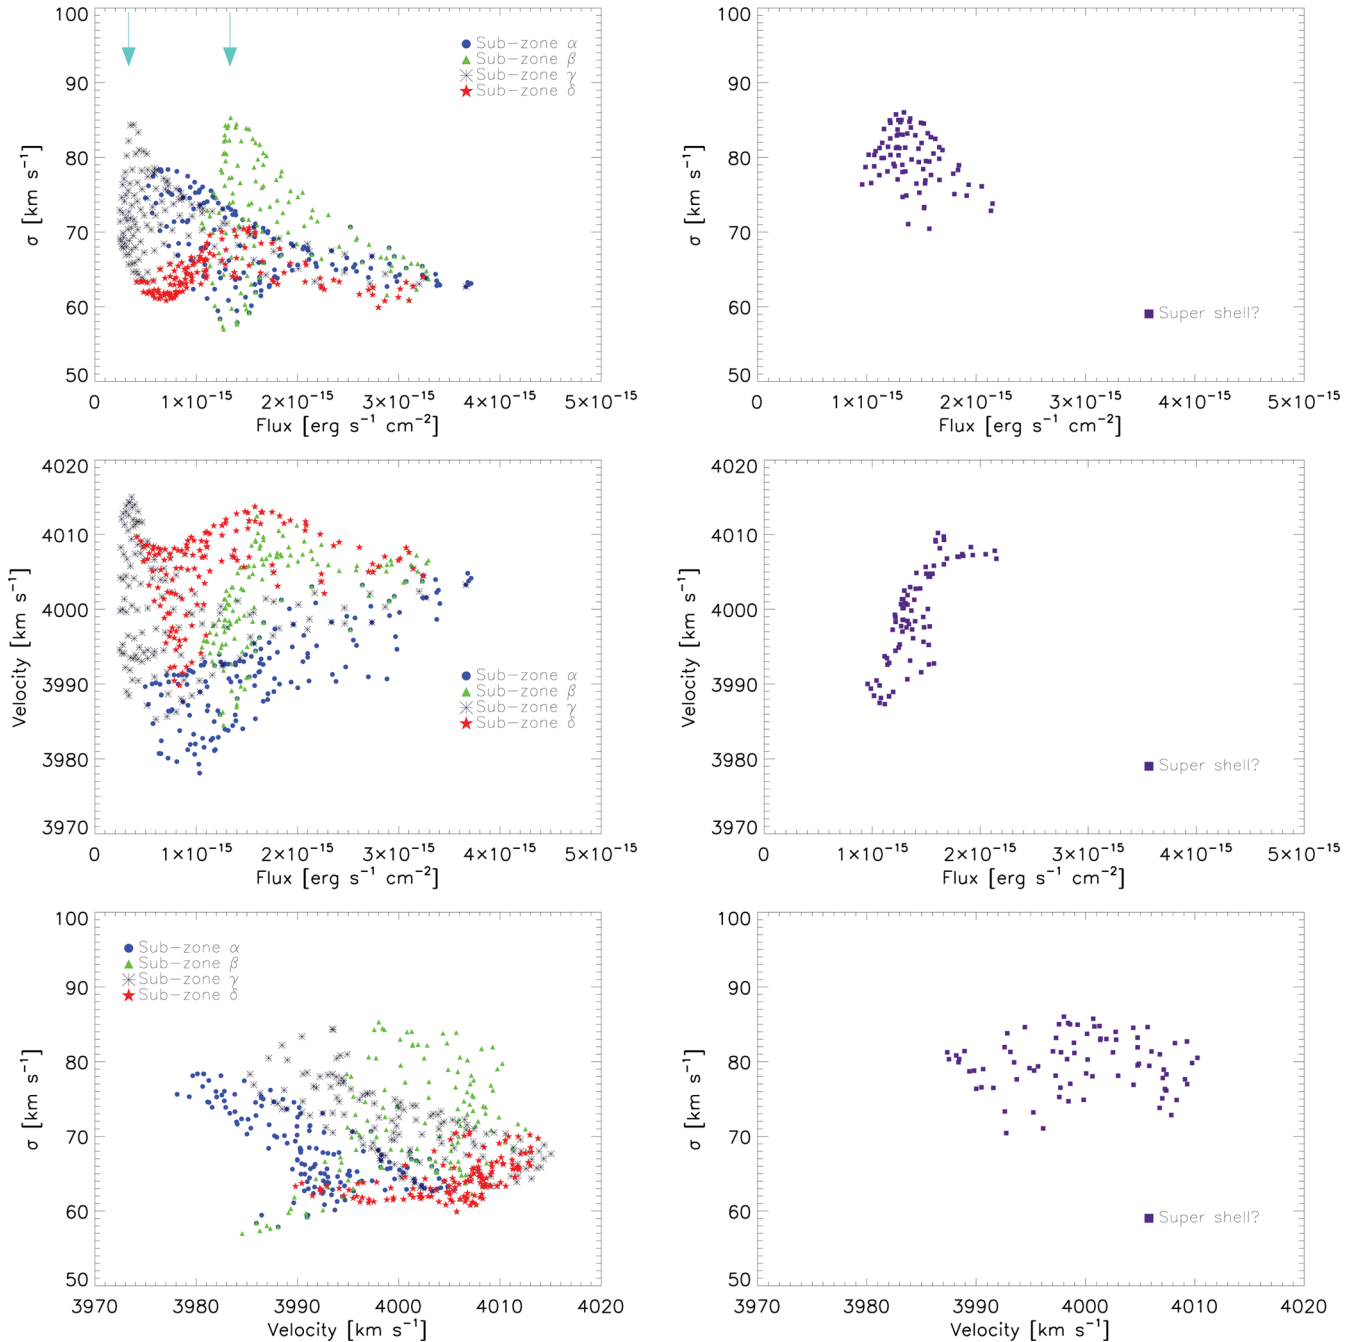 100
90
80
70
60
50
σ [km s⁻¹]
Sub-zone α
Sub-zone β
Sub-zone γ
Sub-zone δ
0 1×10⁻¹⁵ 2×10⁻¹⁵ 3×10⁻¹⁵ 4×10⁻¹⁵ 5×10⁻¹⁵
Flux [erg s⁻¹ cm⁻²]
100
90
80
70
60
50
σ [km s⁻¹]
Super shell?
0 1×10⁻¹⁵ 2×10⁻¹⁵ 3×10⁻¹⁵ 4×10⁻¹⁵ 5×10⁻¹⁵
Flux [erg s⁻¹ cm⁻²]
4020
4010
4000
3990
3980
3970
Velocity [km s⁻¹]
Sub-zone α
Sub-zone β
Sub-zone γ
Sub-zone δ
0 1×10⁻¹⁵ 2×10⁻¹⁵ 3×10⁻¹⁵ 4×10⁻¹⁵ 5×10⁻¹⁵
Flux [erg s⁻¹ cm⁻²]
4020
4010
4000
3990
3980
3970
Velocity [km s⁻¹]
Super shell?
0 1×10⁻¹⁵ 2×10⁻¹⁵ 3×10⁻¹⁵ 4×10⁻¹⁵ 5×10⁻¹⁵
Flux [erg s⁻¹ cm⁻²]
100
90
80
70
60
50
σ [km s⁻¹]
Sub-zone α
Sub-zone β
Sub-zone γ
Sub-zone δ
3970 3980 3990 4000 4010 4020
Velocity [km s⁻¹]
100
90
80
70
60
50
σ [km s⁻¹]
Super shell?
3970 3980 3990 4000 4010 4020
Velocity [km s⁻¹]